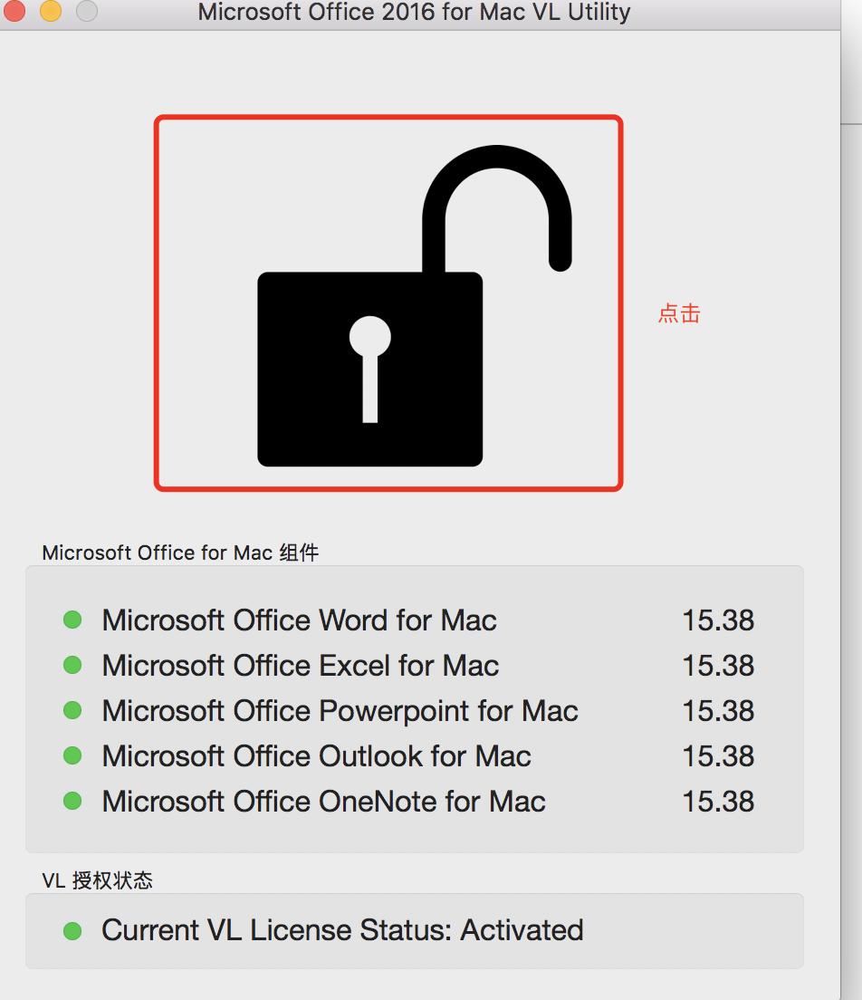 Microsoft Office 2016 for Mac VL Utility
点击
Microsoft Office for Mac 组件
Microsoft Office Word for Mac 15.38
Microsoft Office Excel for Mac 15.38
Microsoft Office Powerpoint for Mac 15.38
Microsoft Office Outlook for Mac 15.38
Microsoft Office OneNote for Mac 15.38
VL 授权状态
Current VL License Status: Activated